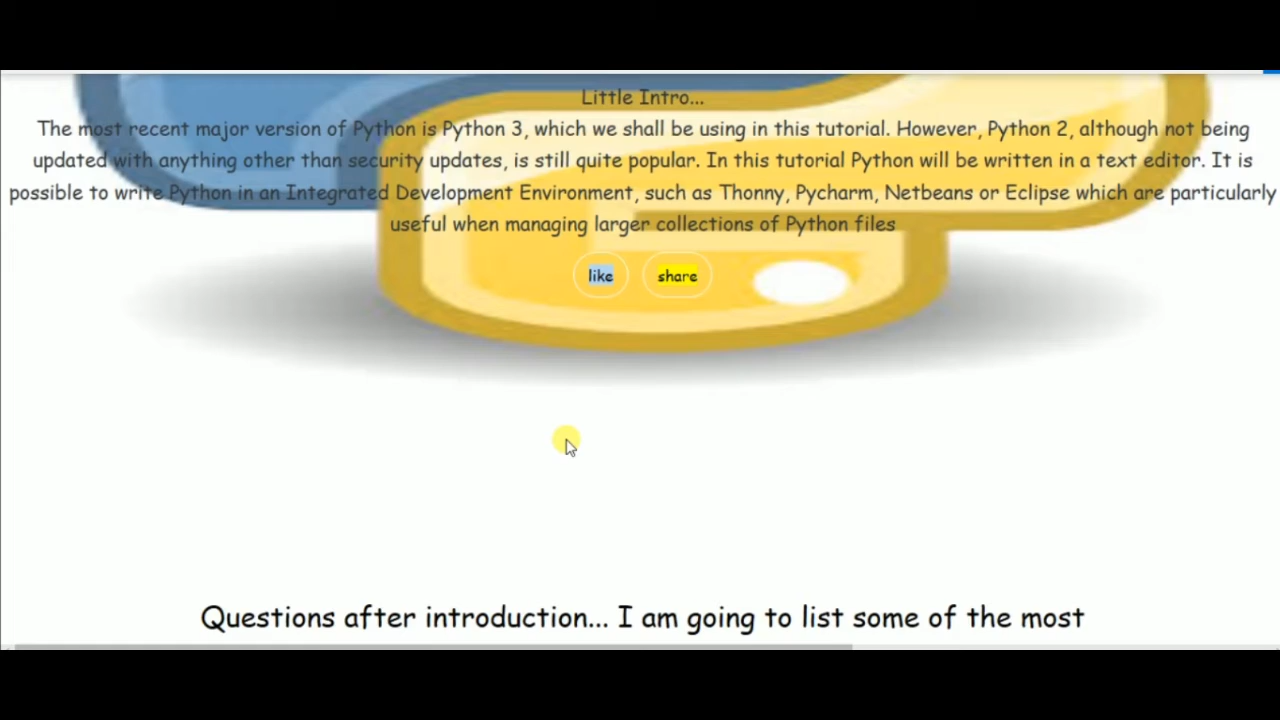 Little Intro...
The most recent major version of Python is Python 3, which we shall be using in this tutorial. However, Python 2, although not being
updated with anything other than security updates, is still quite popular. In this tutorial Python will be written in a text editor. It is
possible to write Python in an Integrated Development Environment, such as Thonny, Pycharm, Netbeans or Eclipse which are particularly
useful when managing larger collections of Python files
like share
Questions after introduction... I am going to list some of the most